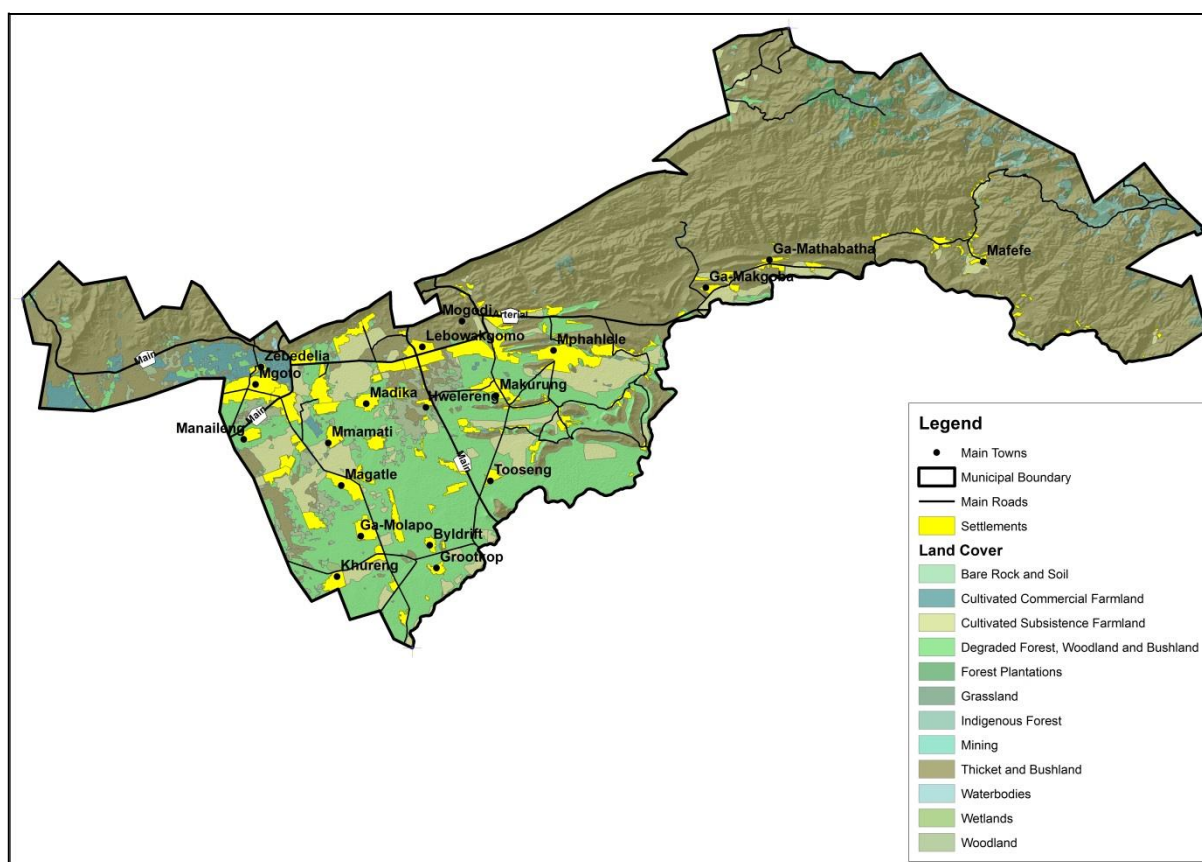 Ga-Mathabatha
Mafefe
Ga-Makgoba
Mogodi
Arterial
Lebowakgomo
Mphahlele
Main
Zebedelia
Mgoto
Makurung
Madika
Hwelereng
Main
Manaileng
Mmamati
Main
Tooseng
Magatle
Ga-Molapo
Byldrift
Grootrop
Khureng
Legend
Main Towns
Municipal Boundary
Main Roads
Settlements
Land Cover
Bare Rock and Soil
Cultivated Commercial Farmland
Cultivated Subsistence Farmland
Degraded Forest, Woodland and Bushland
Forest Plantations
Grassland
Indigenous Forest
Mining
Thicket and Bushland
Waterbodies
Wetlands
Woodland